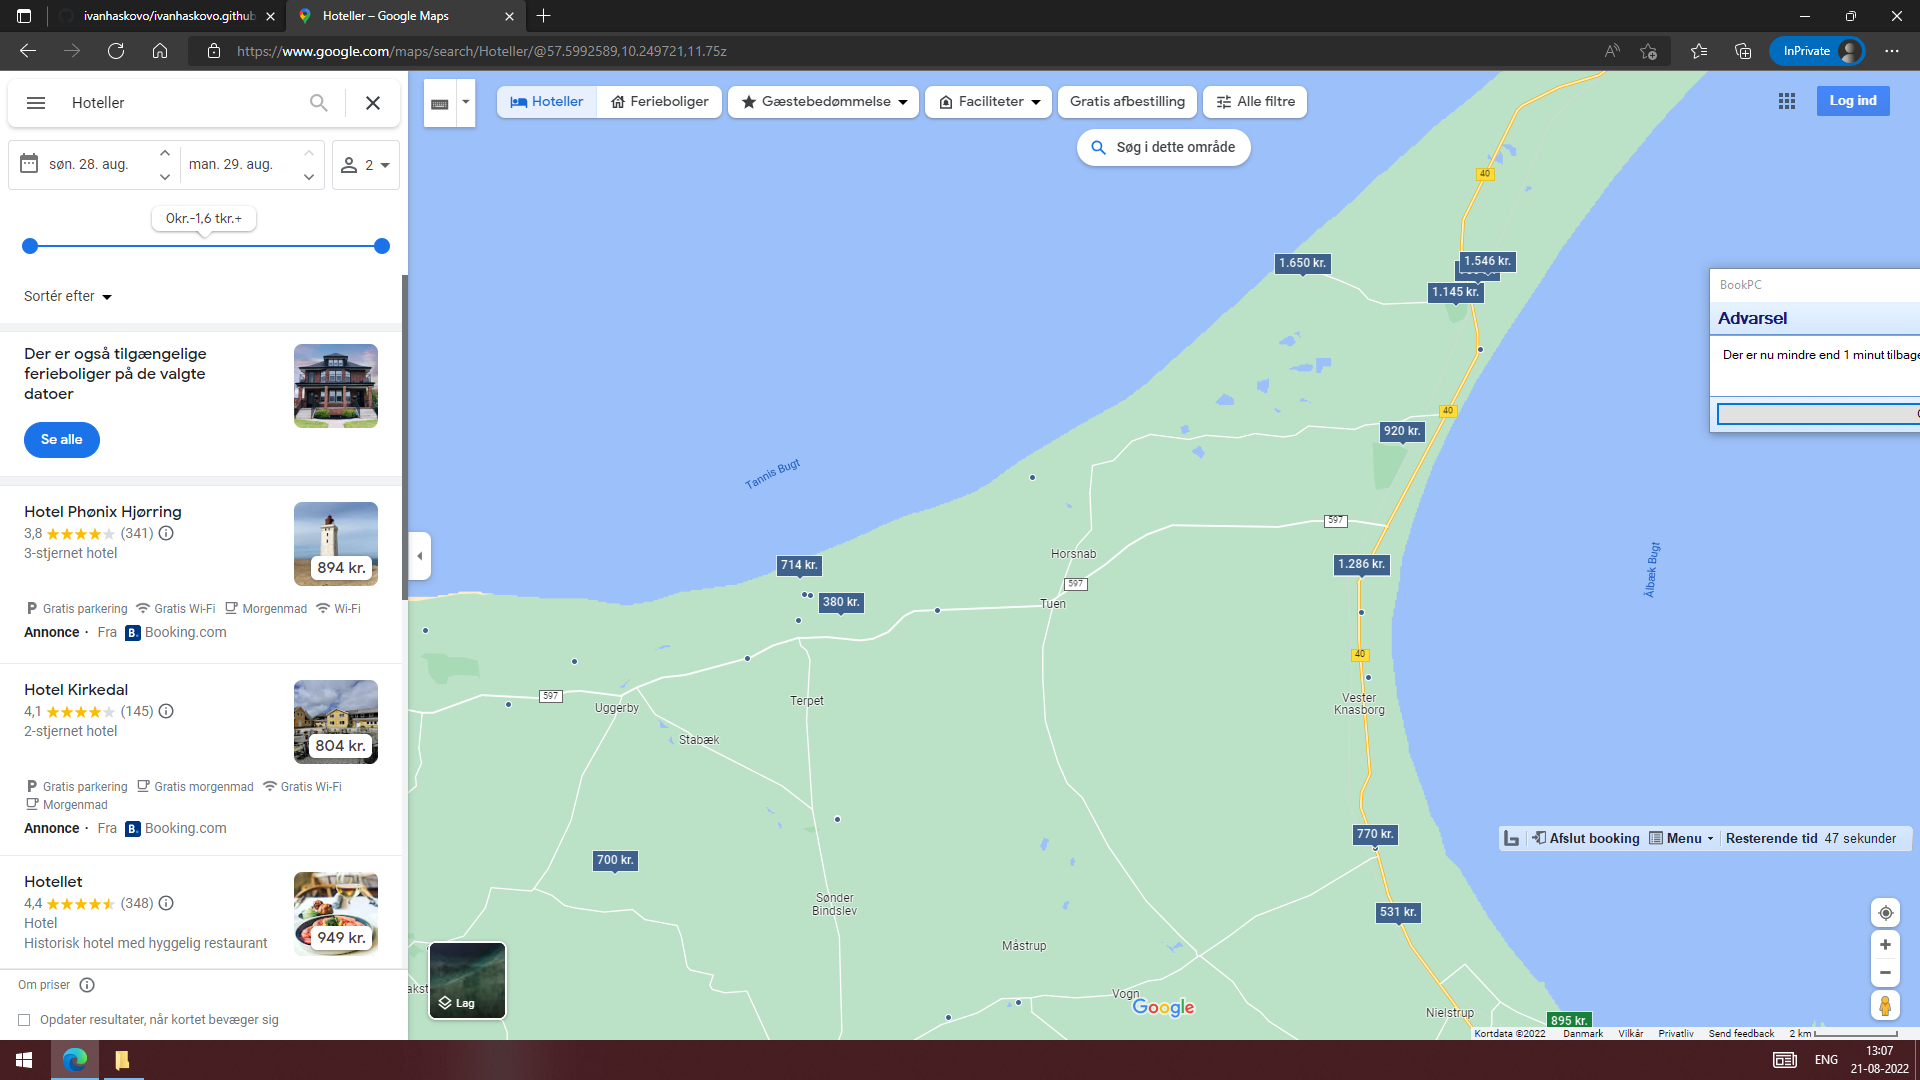 ivanhaskovo/ivanhaskovo.github
Hoteller – Google Maps
https://www.google.com/maps/search/Hoteller/@57.5992589,10.249721,11.75z
InPrivate
Hoteller
søn. 28. aug.
man. 29. aug.
2
0kr.-1,6 tkr.+
Sortér efter
Der er også tilgængelige
ferieboliger på de valgte
datoer
Se alle
Hotel Phønix Hjørring
3,8 (341)
3-stjernet hotel
894 kr.
Gratis parkering Gratis Wi-Fi Morgenmad Wi-Fi
Annonce · Fra B. Booking.com
Hotel Kirkedal
4,1 (145)
2-stjernet hotel
804 kr.
Gratis parkering Gratis morgenmad Gratis Wi-Fi
Morgenmad
Annonce · Fra B. Booking.com
Hotellet
4,4 (348)
Hotel
Historisk hotel med hyggelig restaurant
949 kr.
Om priser
Opdater resultater, når kortet bevæger sig
Hoteller
Ferieboliger
Gæstebedømmelse
Faciliteter
Gratis afbestilling
Alle filtre
Log ind
Søg i dette område
40
1.650 kr.
1.546 kr.
1.145 kr.
BookPC
Advarsel
Der er nu mindre end 1 minut tilbage
40
920 kr.
Tannis Bugt
597
Horsnab
714 kr.
1.286 kr.
Ålbæk Bugt
597
380 kr.
Tuen
40
597
Uggerby
Terpet
Vester
Knasborg
Stabæk
770 kr.
Afslut booking Menu Resterende tid 47 sekunder
700 kr.
Sønder
Bindslev
531 kr.
Måstrup
akst
Lag
Vogn
Google
Nielstrup
895 kr.
Kortdata ©2022 Danmark Vilkår Privatliv Send feedback 2 km
ENG
13:07
21-08-2022